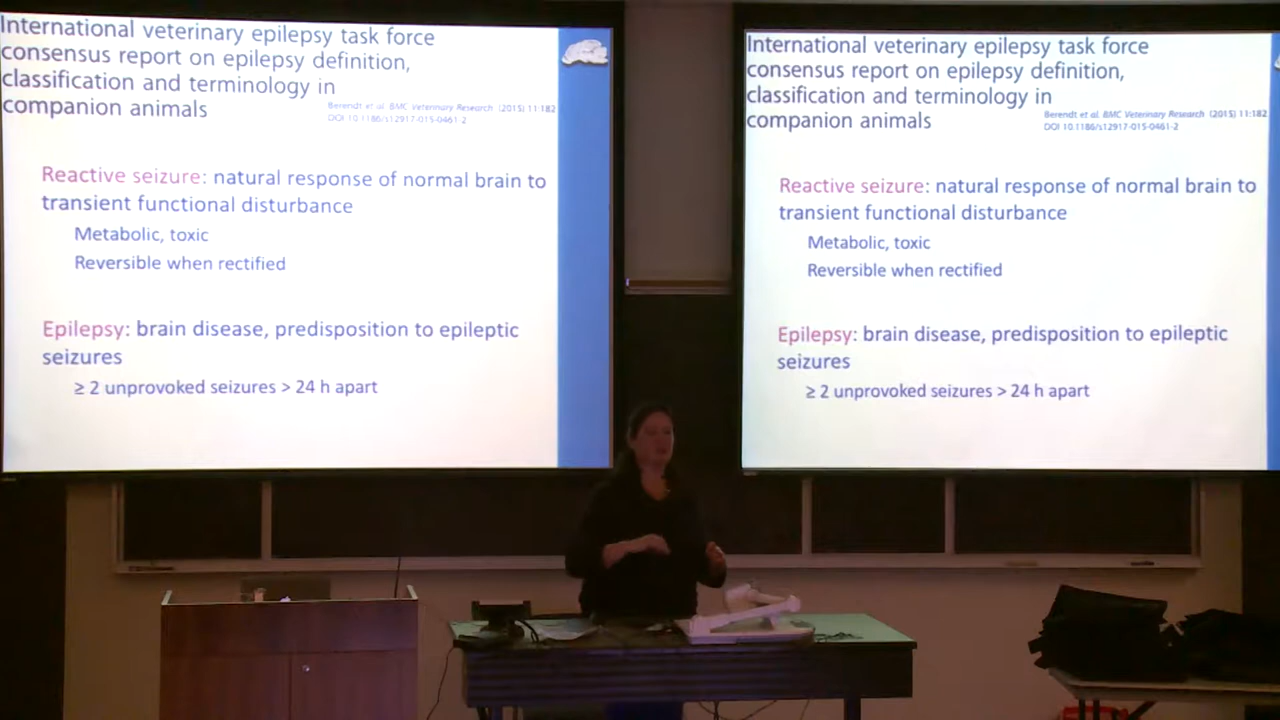 International veterinary epilepsy task force
consensus report on epilepsy definition,
classification and terminology in
companion animals
Berendt et al. BMC Veterinary Research (2015) 11:182
DOI 10.1186/s12917-015-0461-2
Reactive seizure: natural response of normal brain to
transient functional disturbance
Metabolic, toxic
Reversible when rectified
Epilepsy: brain disease, predisposition to epileptic
seizures
≥ 2 unprovoked seizures > 24 h apart
International veterinary epilepsy task force
consensus report on epilepsy definition,
classification and terminology in
companion animals
Berendt et al. BMC Veterinary Research (2015) 11:182
DOI 10.1186/s12917-015-0461-2
Reactive seizure: natural response of normal brain to
transient functional disturbance
Metabolic, toxic
Reversible when rectified
Epilepsy: brain disease, predisposition to epileptic
seizures
≥ 2 unprovoked seizures > 24 h apart